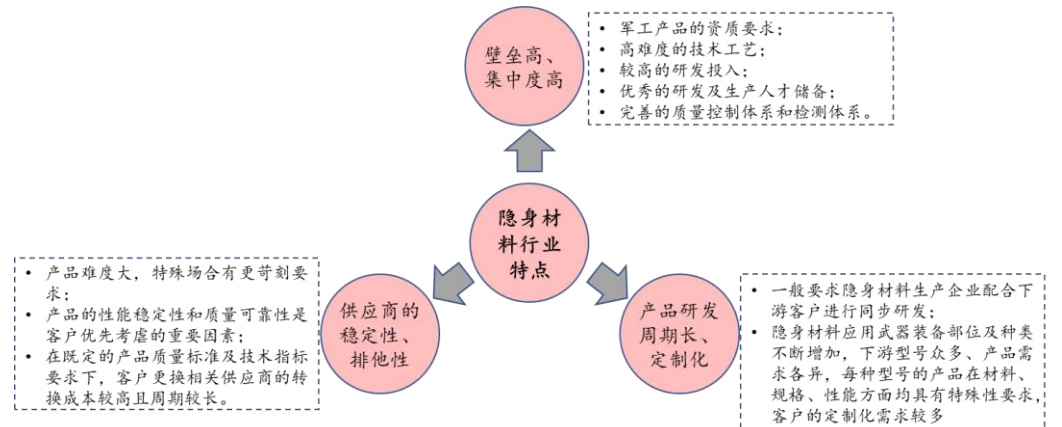 壁垒高、
集中度高
• 军工产品的资质要求；
• 高难度的技术工艺；
• 较高的研发投入；
• 优秀的研发及生产人才储备；
• 完善的质量控制体系和检测体系。
隐身材
料行业
特点
• 产品难度大，特殊场合有更苛刻要
求；
• 产品的性能稳定性和质量可靠性是
客户优先考虑的重要因素；
• 在既定的产品质量标准及技术指标
要求下，客户更换相关供应商的转
换成本较高且周期较长。
供应商的
稳定性、
排他性
产品研发
周期长、
定制化
• 一般要求隐身材料生产企业配合下
游客户进行同步研发；
• 隐身材料应用武器装备部位及种类
不断增加，下游型号众多、产品需
求各异，每种型号的产品在材料、
规格、性能方面均具有特殊性要求，
客户的定制化需求较多